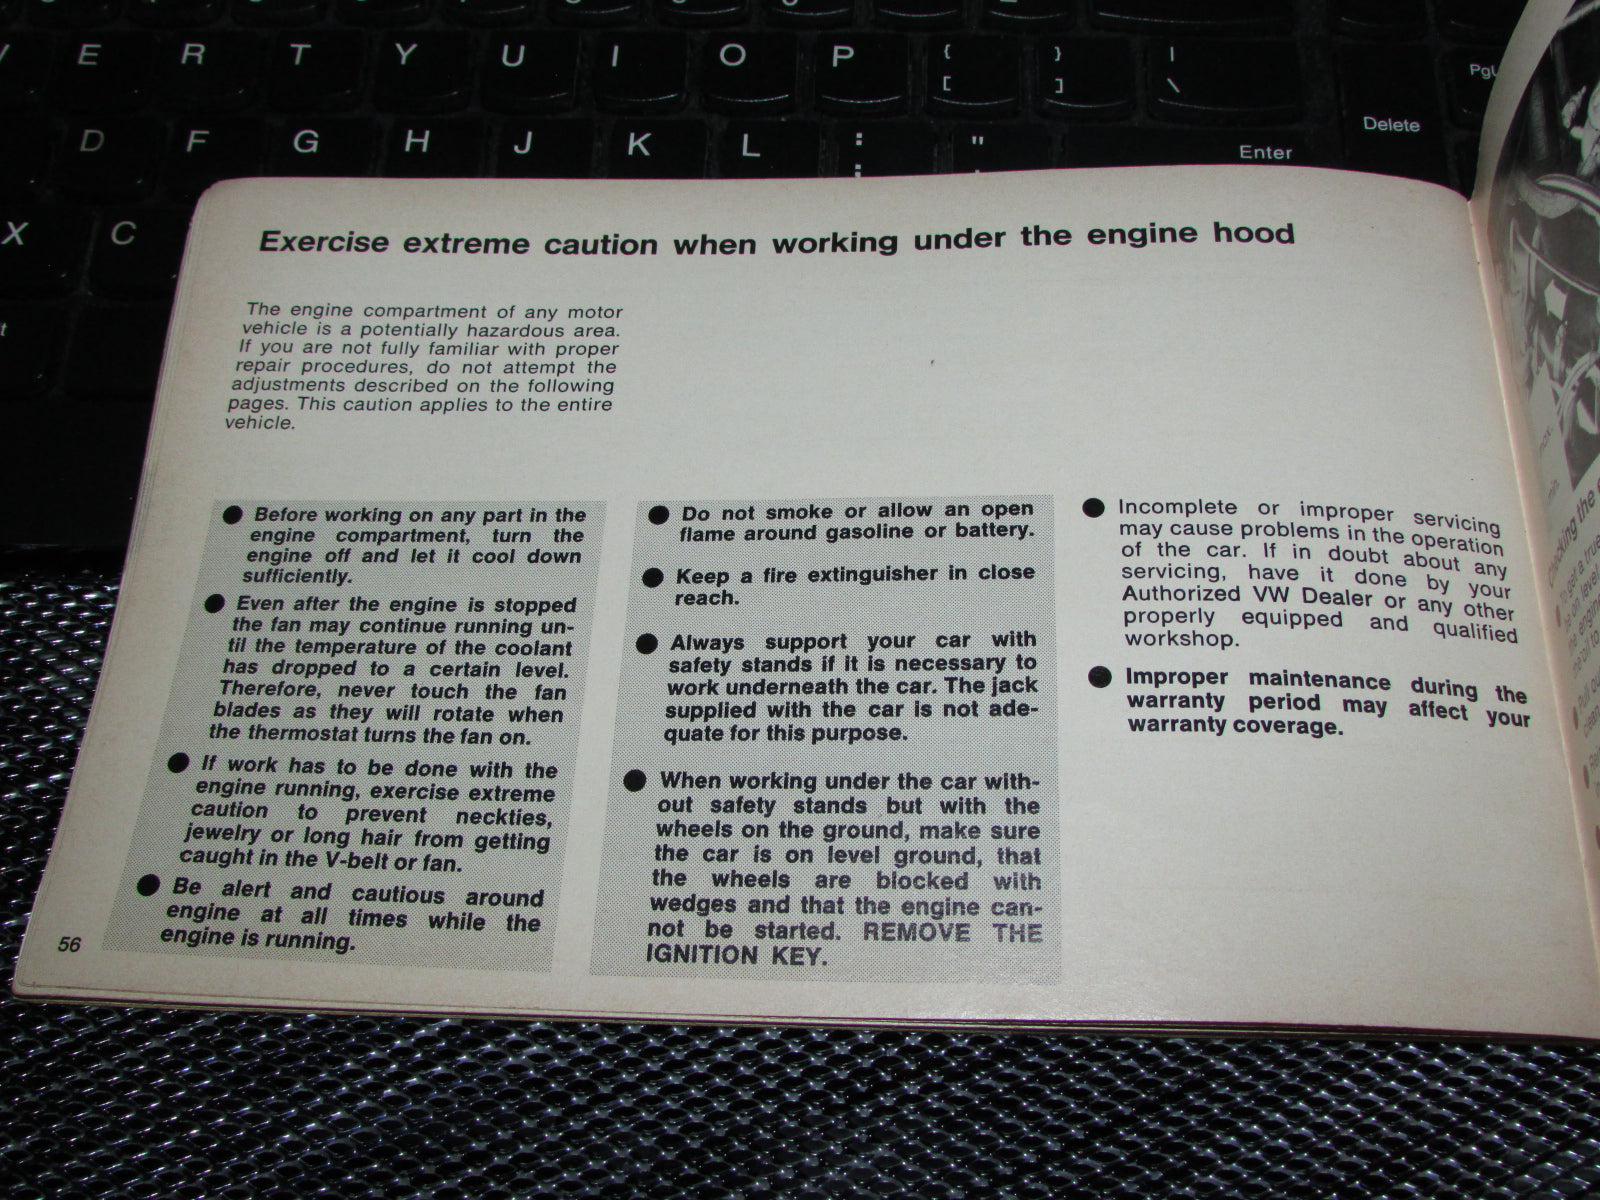 E R T Y U I O P { [ } ] | \ PgU
Delete
D F G H J K L : ; " Enter
X C
Exercise extreme caution when working under the engine hood
The engine compartment of any motor
vehicle is a potentially hazardous area.
If you are not fully familiar with proper
repair procedures, do not attempt the
adjustments described on the following
pages. This caution applies to the entire
vehicle.
● Before working on any part in the
engine compartment, turn the
engine off and let it cool down
sufficiently.
● Even after the engine is stopped
the fan may continue running un-
til the temperature of the coolant
has dropped to a certain level.
Therefore, never touch the fan
blades as they will rotate when
the thermostat turns the fan on.
● If work has to be done with the
engine running, exercise extreme
caution to prevent neckties,
jewelry or long hair from getting
caught in the V-belt or fan.
● Be alert and cautious around
engine at all times while the
engine is running.
● Do not smoke or allow an open
flame around gasoline or battery.
● Keep a fire extinguisher in close
reach.
● Always support your car with
safety stands if it is necessary to
work underneath the car. The jack
supplied with the car is not ade-
quate for this purpose.
● When working under the car with-
out safety stands but with the
wheels on the ground, make sure
the car is on level ground, that
the wheels are blocked with
wedges and that the engine can-
not be started. REMOVE THE
IGNITION KEY.
● Incomplete or improper servicing
may cause problems in the operation
of the car. If in doubt about any
servicing, have it done by your
Authorized VW Dealer or any other
properly equipped and qualified
workshop.
● Improper maintenance during the
warranty period may affect your
warranty coverage.
56